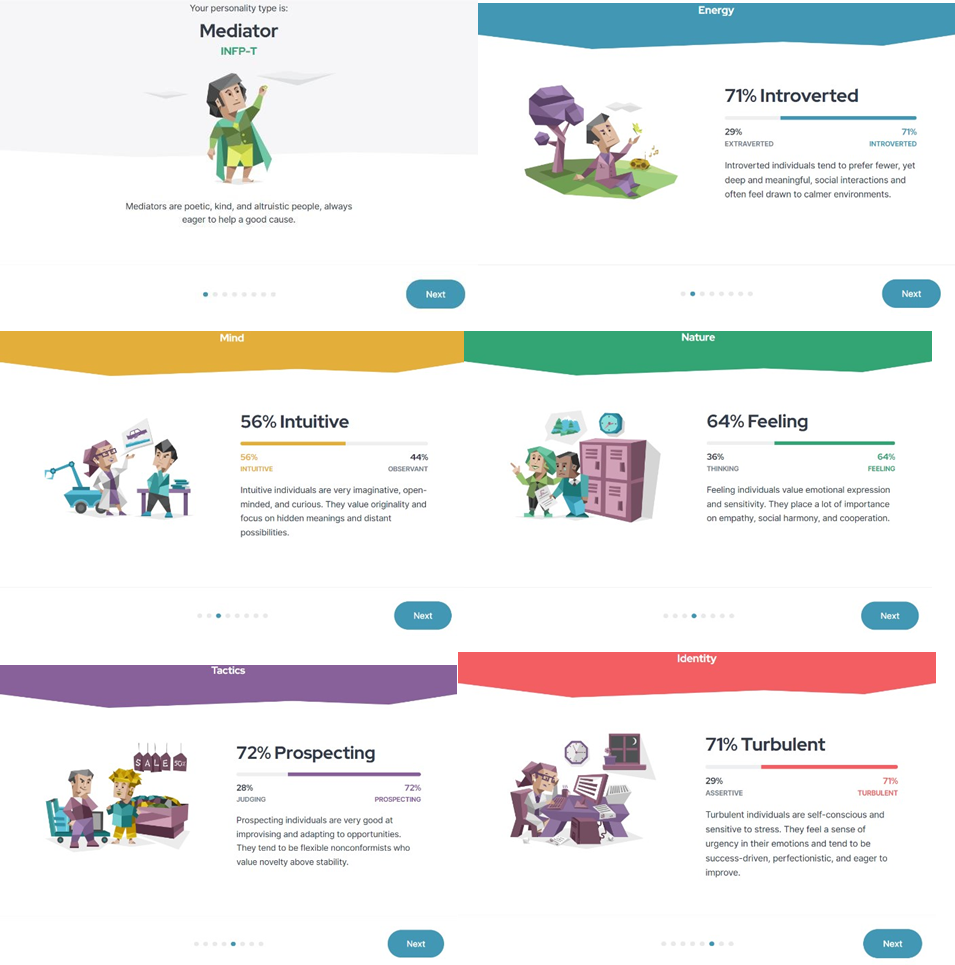 Your personality type is:
Mediator
INFP-T
Mediators are poetic, kind, and altruistic people, always
eager to help a good cause.
Next
Energy
71% Introverted
29%
71%
EXTRAVERTED
INTROVERTED
Introverted individuals tend to prefer fewer, yet
deep and meaningful, social interactions and
often feel drawn to calmer environments.
Next
Mind
56% Intuitive
56%
44%
INTUITIVE
OBSERVANT
Intuitive individuals are very imaginative, open-
minded, and curious. They value originality and
focus on hidden meanings and distant
possibilities.
Next
Nature
64% Feeling
36%
64%
THINKING
FEELING
Feeling individuals value emotional expression
and sensitivity. They place a lot of importance
on empathy, social harmony, and cooperation.
Next
Tactics
SALE 50%
72% Prospecting
28%
72%
JUDGING
PROSPECTING
Prospecting individuals are very good at
improvising and adapting to opportunities.
They tend to be flexible nonconformists who
value novelty above stability.
Next
Identity
71% Turbulent
29%
71%
ASSERTIVE
TURBULENT
Turbulent individuals are self-conscious and
sensitive to stress. They feel a sense of
urgency in their emotions and tend to be
success-driven, perfectionistic, and eager to
improve.
Next